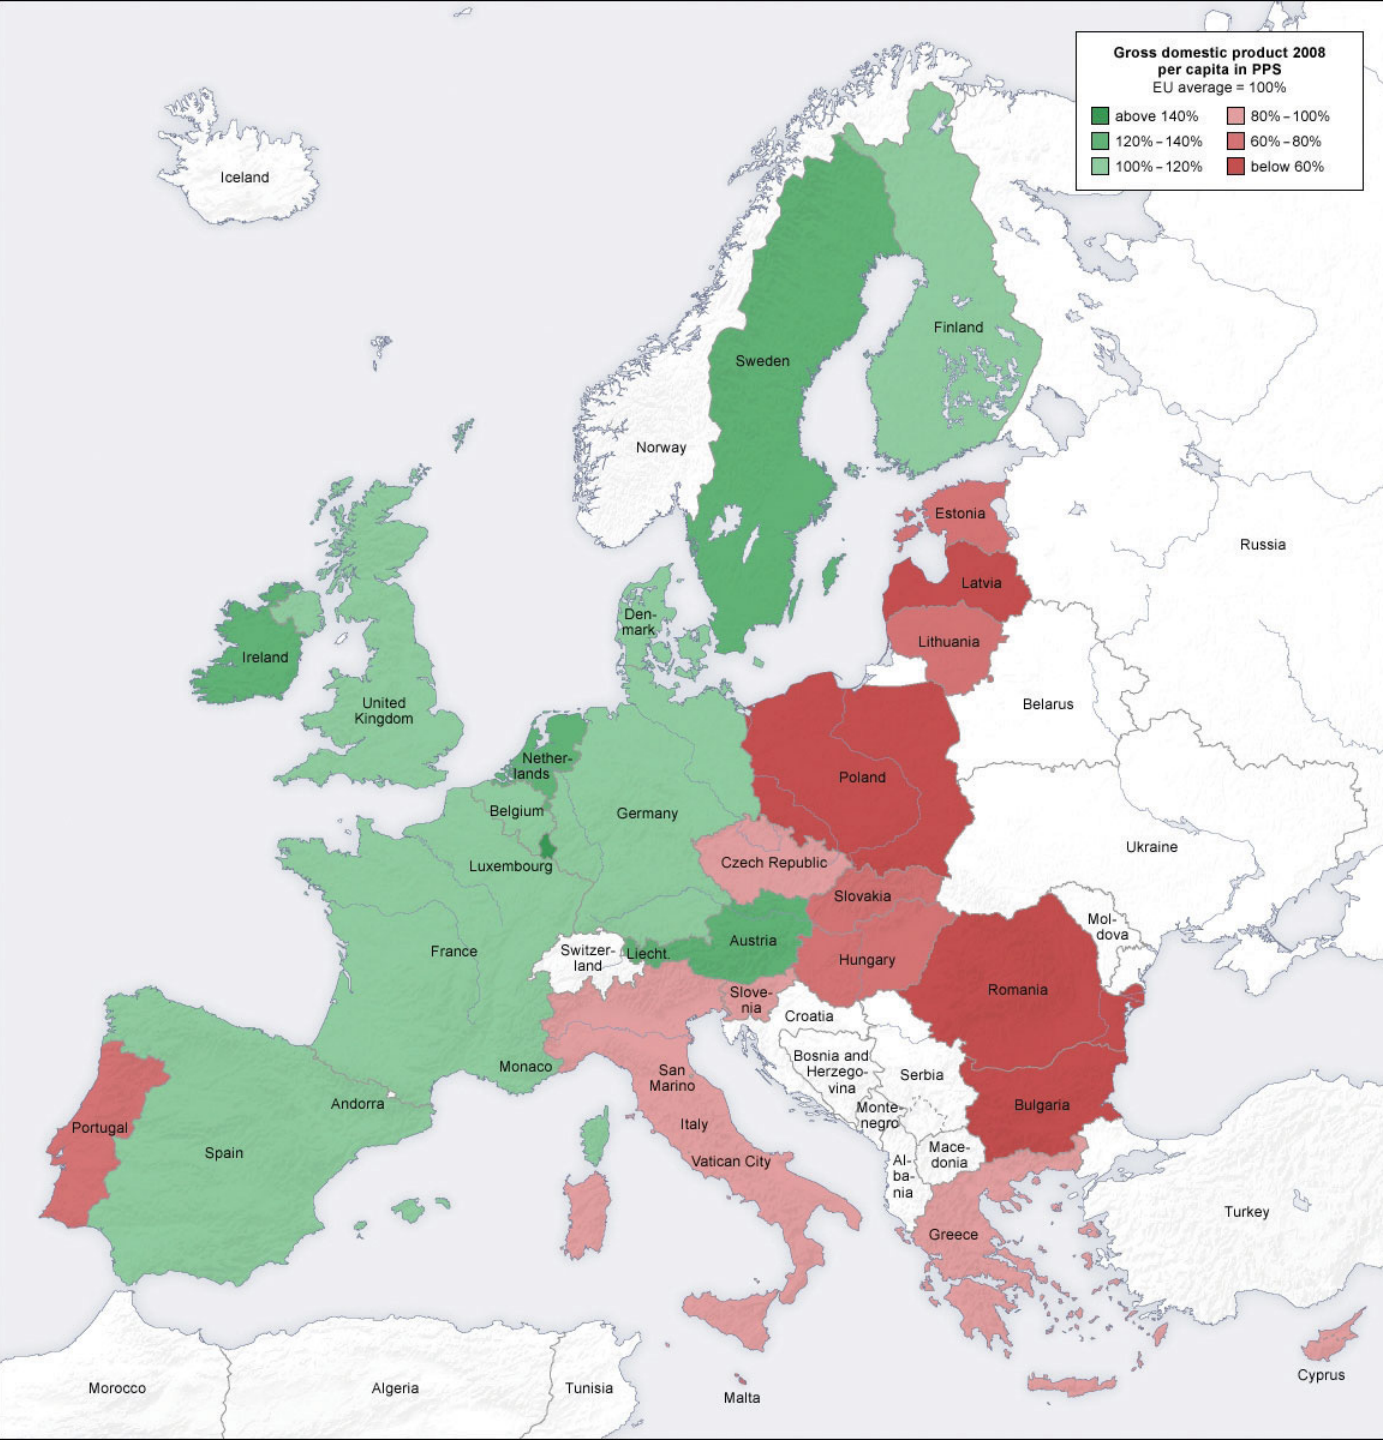 Gross domestic product 2008
per capita in PPS
EU average = 100%
above 140%
80%–100%
120%–140%
60%–80%
100%–120%
below 60%
Iceland
Finland
Sweden
Norway
Estonia
Russia
Latvia
Den-
mark
Lithuania
Ireland
United
Kingdom
Belarus
Nether-
lands
Poland
Belgium
Germany
Ukraine
Luxembourg
Czech Republic
Slovakia
Mol-
dova
France
Switzer-
land
Liecht.
Austria
Hungary
Romania
Slove-
nia
Croatia
Monaco
San
Marino
Bosnia and
Herzego-
vina
Serbia
Andorra
Bulgaria
Monte-
negro
Portugal
Italy
Spain
Vatican City
Mace-
donia
Al-
ba-
nia
Turkey
Greece
Cyprus
Morocco
Algeria
Tunisia
Malta